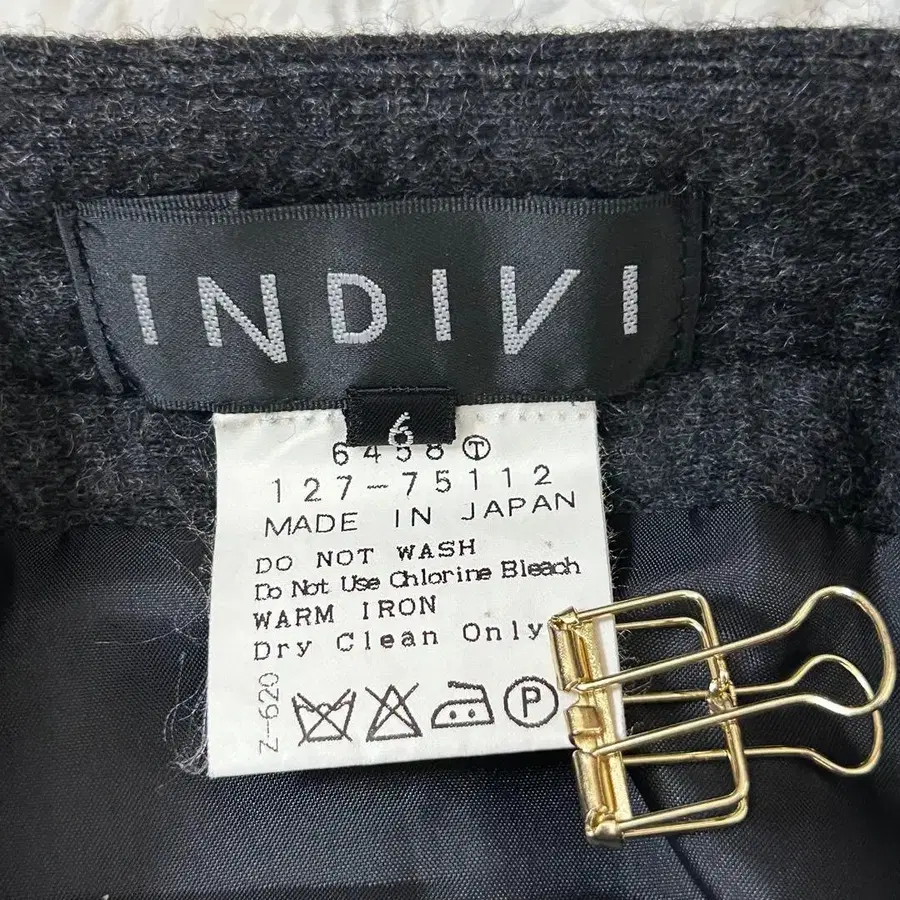 INDIVI
6
6458 Ⓣ
127-75112
MADE IN JAPAN
DO NOT WASH
Do Not Use Chlorine Bleach
WARM IRON
Dry Clean Only
Z-620
P